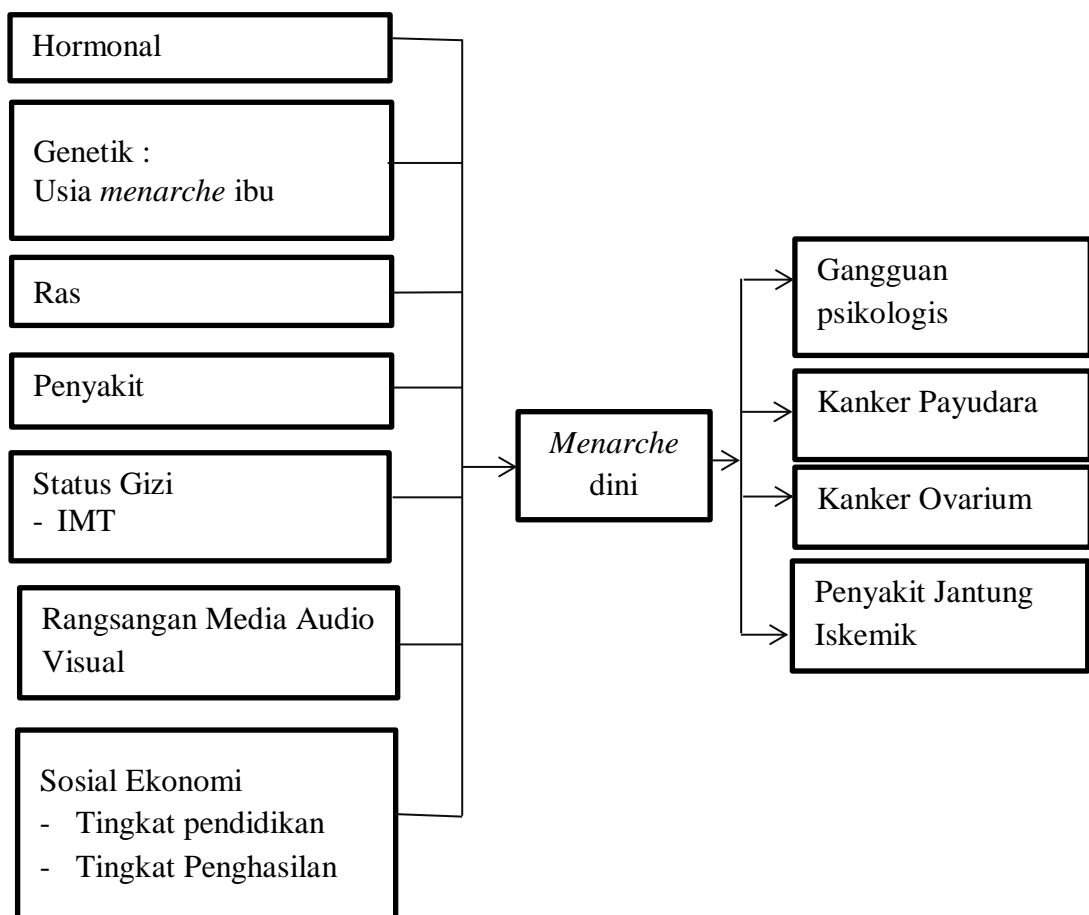 Hormonal
Genetik :
Usia menarche ibu
Ras
Penyakit
Status Gizi
- IMT
Rangsangan Media Audio
Visual
Sosial Ekonomi
- Tingkat pendidikan
- Tingkat Penghasilan
Menarche
dini
Gangguan
psikologis
Kanker Payudara
Kanker Ovarium
Penyakit Jantung
Iskemik